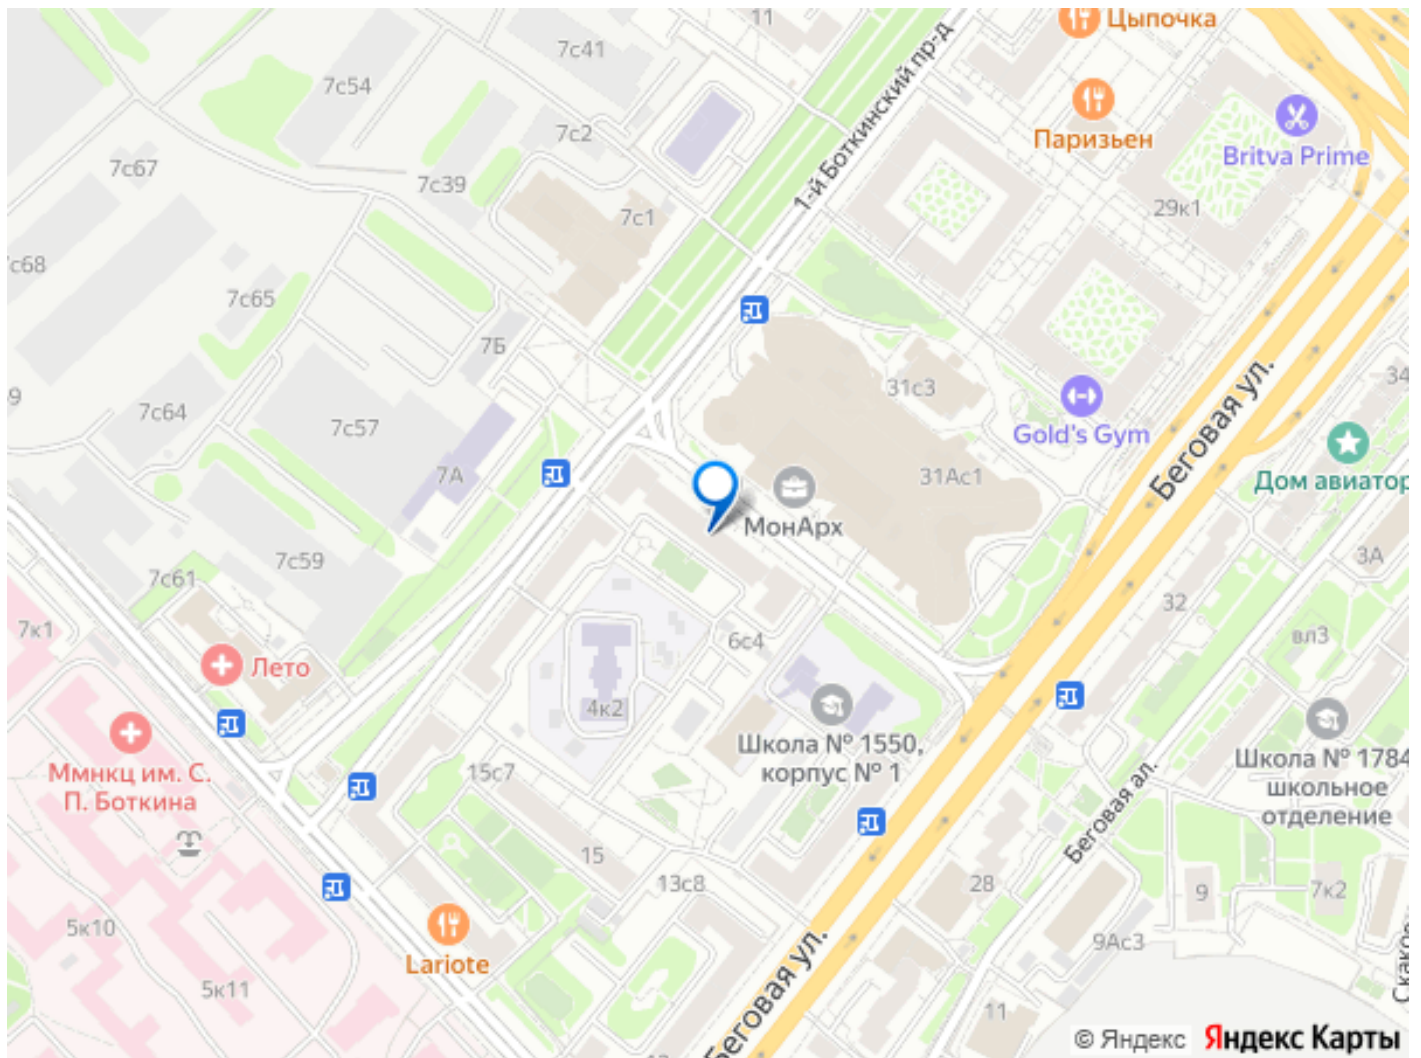 11
Цыпочка
7с41
7с54
Паризьен
Britva Prime
7с2
7с67
7с39
1-й Боткинский пр-д
29к1
7с1
7с68
7с65
7Б
34
9
7с64
7с57
31с3
Gold's Gym
Беговая ул.
7А
31Ас1
Дом авиатор
МонАрх
7с59
7с61
3А
32
7к1
6с4
вл3
Лето
4к2
Школа № 1550,
корпус № 1
Школа № 1784
школьное
отделение
Ммнкц им. С.
П. Боткина
15с7
Беговая ал.
15
13с8
28
9
7к2
5к10
Lariote
9Ас3
5к11
Беговая ул.
11
© Яндекс
Яндекс Карты